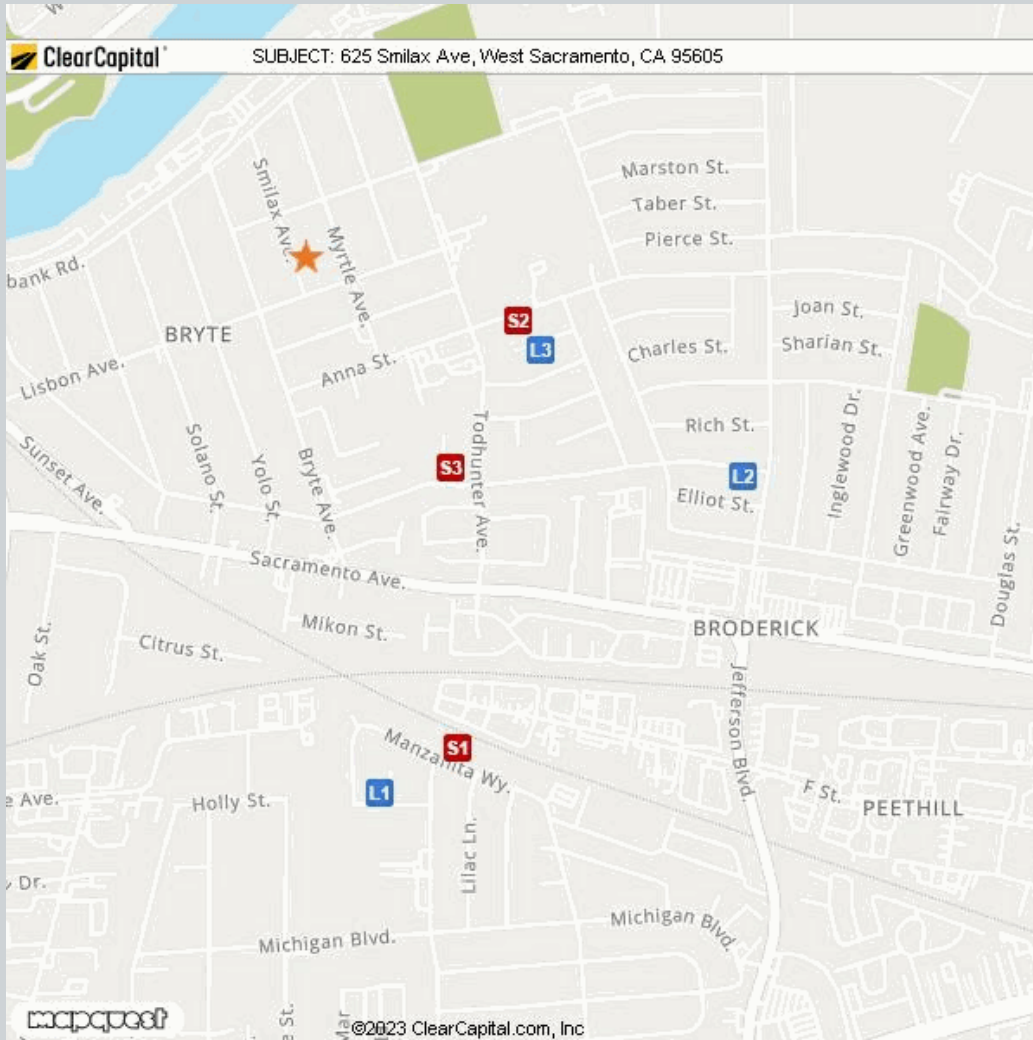 ClearCapital
SUBJECT: 625 Smilax Ave, West Sacramento, CA 95605
Marston St.
Smilax Ave.
Taber St.
Pierce St.
Myrtle Ave.
bank Rd.
Joan St.
S2
BRYTE
Sharian St.
L3
Charles St.
Anna St.
Lisbon Ave.
Inglewood Dr.
Greenwood Ave.
Todhunter Ave.
Rich St.
Fairway Dr.
Solano St.
Yolo St.
Bryte Ave.
Sunset Ave.
S3
L2
Elliot St.
Douglas St.
Sacramento Ave.
Mikon St.
BRODERICK
Oak St.
Citrus St.
Jefferson Blvd.
S1
Manzanita Wy.
L1
e Ave.
Holly St.
F St.
PEETHILL
Lilac Ln.
Dr.
Michigan Blvd.
Michigan Blvd.
e St.
Mar
mapquest
©2023 ClearCapital.com, Inc